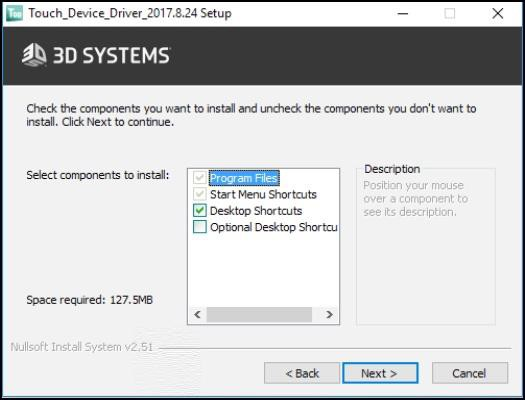 Touch_Device_Driver_2017.8.24 Setup
3D SYSTEMS
Check the components you want to install and uncheck the components you don't want to
install. Click Next to continue.
Select components to install:
Program Files
Start Menu Shortcuts
Desktop Shortcuts
Optional Desktop Shortcu
Description
Position your mouse
over a component to
see its description.
Space required: 127.5MB
Nullsoft Install System v2.51
< Back
Next >
Cancel